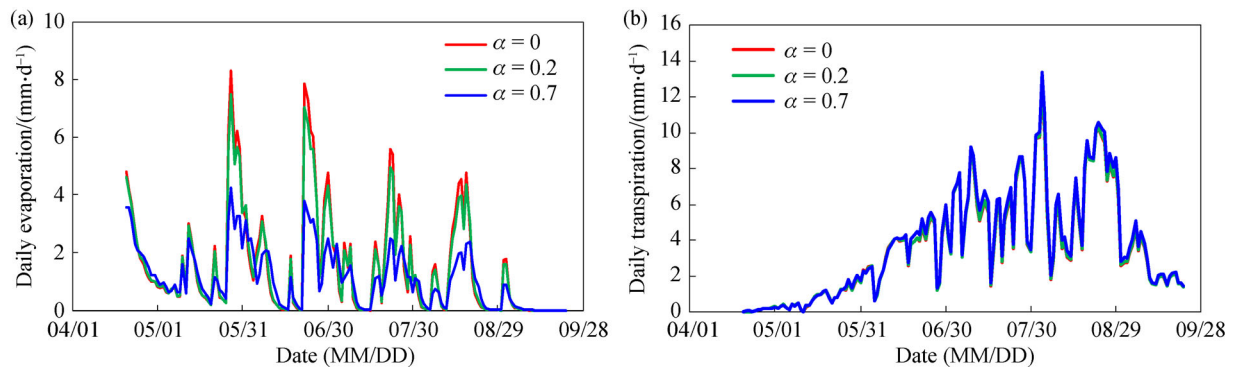 (a)
10
8
6
4
2
0
Daily evaporation/(mm·d⁻¹)
α = 0
α = 0.2
α = 0.7
04/01 05/01 05/31 06/30 07/30 08/29 09/28
Date (MM/DD)
(b)
16
14
12
10
8
6
4
2
0
Daily transpiration/(mm·d⁻¹)
α = 0
α = 0.2
α = 0.7
04/01 05/01 05/31 06/30 07/30 08/29 09/28
Date (MM/DD)